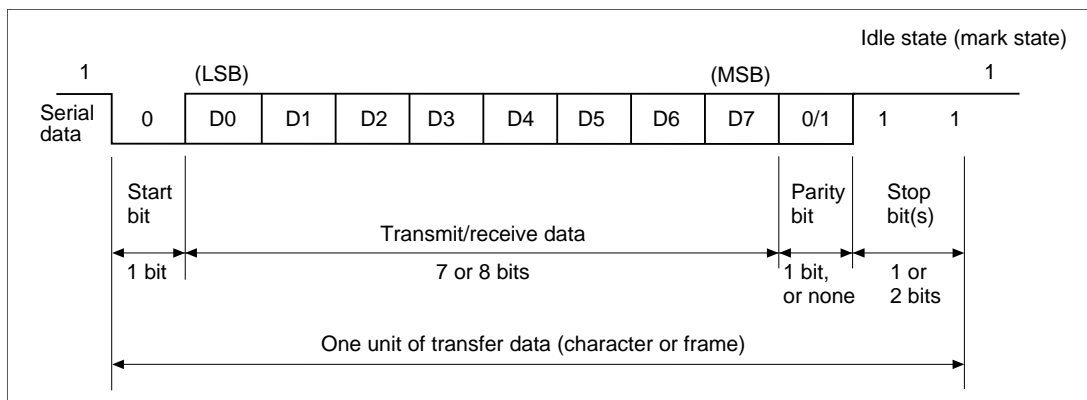 Idle state (mark state)
1 (LSB) (MSB) 1
Serial
data
0 D0 D1 D2 D3 D4 D5 D6 D7 0/1 1 1
Start
bit
Parity
bit
Stop
bit(s)
Transmit/receive data
1 bit
7 or 8 bits
1 bit,
or none
1 or
2 bits
One unit of transfer data (character or frame)